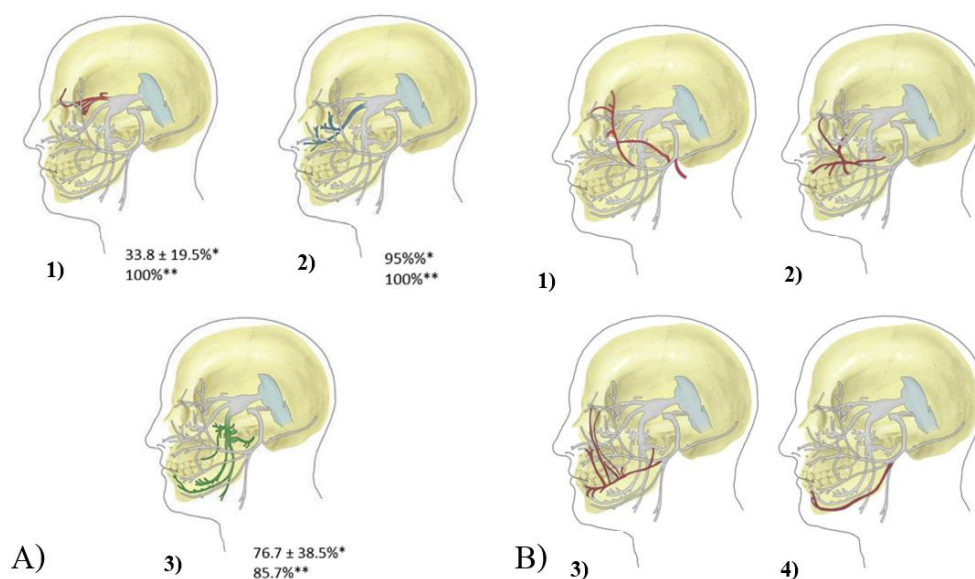 1)
33.8 ± 19.5%*
100%**
2)
95%%*
100%**
1)
2)
A)
3)
76.7 ± 38.5%*
85.7%**
B)
3)
4)